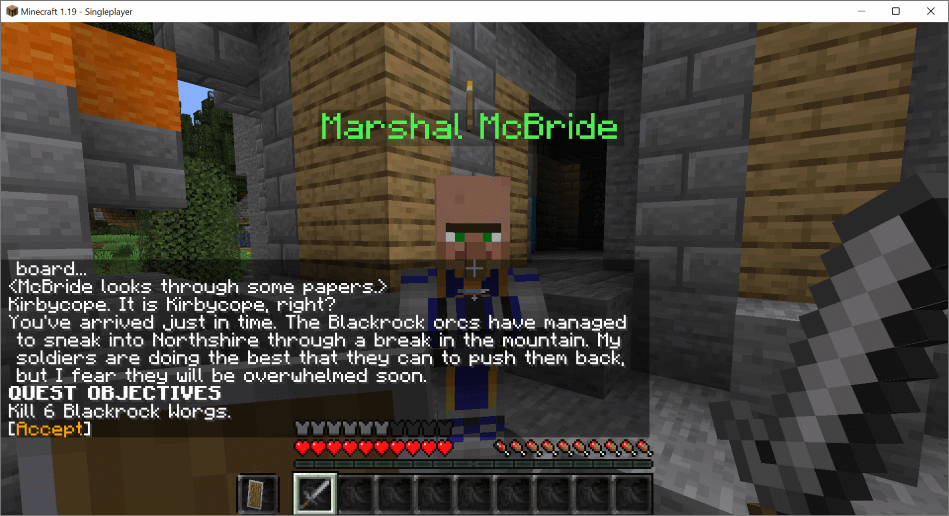 Minecraft 1.19 - Singleplayer
Marshal McBride
board...
<McBride looks through some papers.>
Kirbycope. It is Kirbycope, right?
You've arrived just in time. The Blackrock orcs have managed
to sneak into Northshire through a break in the mountain. My
soldiers are doing the best that they can to push them back,
but I fear they will be overwhelmed soon.
QUEST OBJECTIVES
Kill 6 Blackrock Worgs.
[Accept]